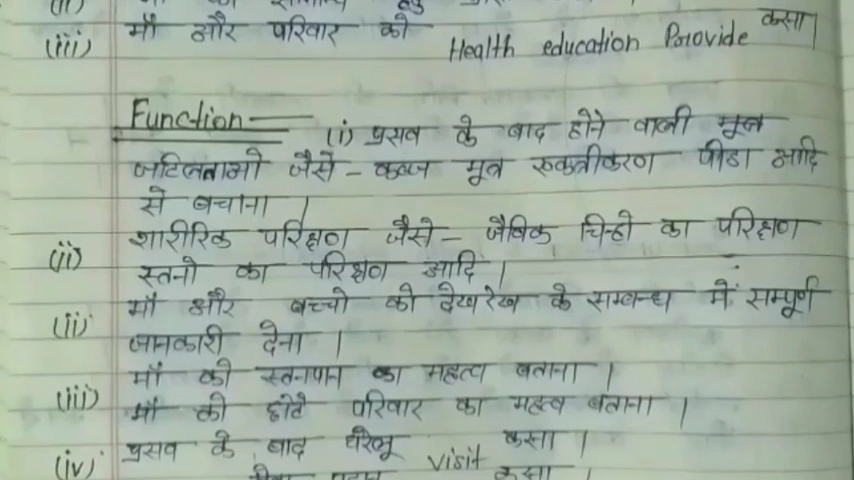 (iii) माँ और परिवार को Health education Provide करना|
Function — (i) प्रसव के बाद होने वाली मूत्र
जटिलताओ जैसे - कब्ज मूत्र रूकत्रीकरण पीडा आदि
से बचाना |
(ii) शारीरिक परिक्षण जैसे - जैविक चिन्हो का परिक्षण
स्तनो का परिक्षण आदि |
(ii) माँ और बच्चो को देखरेख के सम्बन्ध में सम्पूर्ण
जानकारी देना |
(iii) माँ को स्तनपान का महत्व बताना |
माँ को छोटे परिवार का महत्व बताना |
(iv) प्रसव के बाद घरेलू visit करना |
करना |